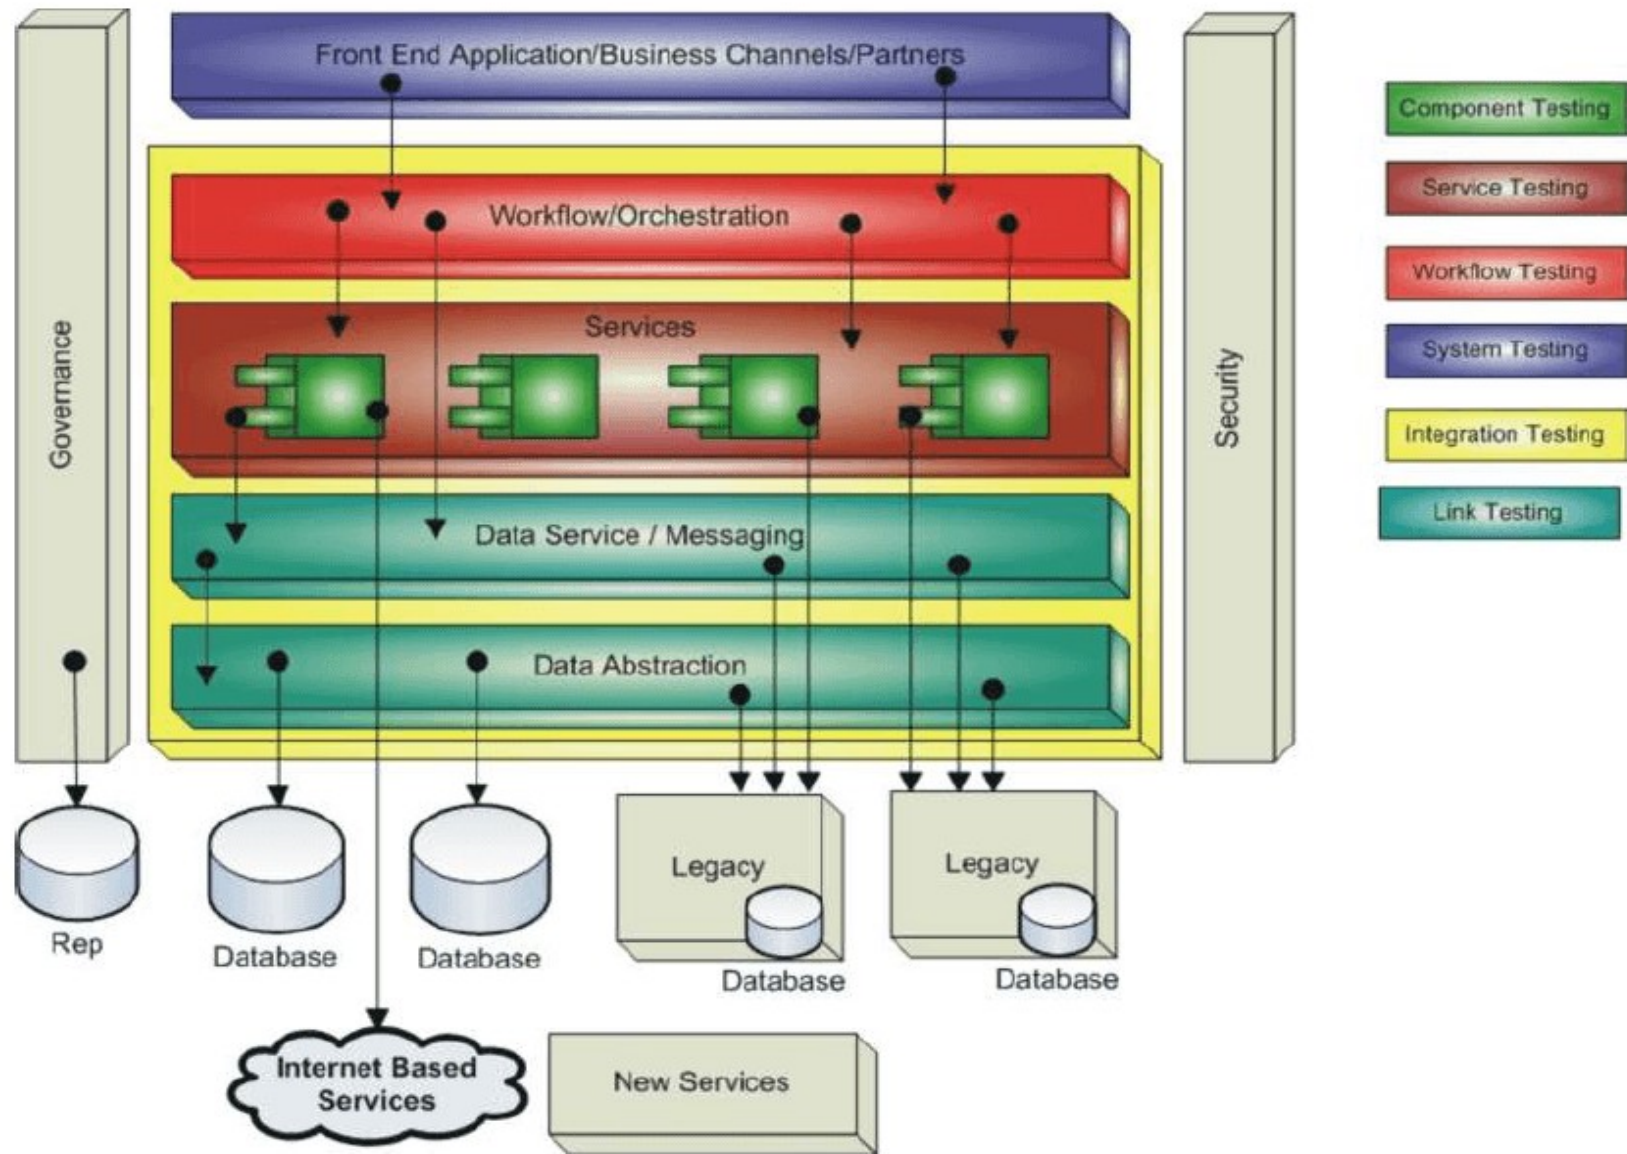 Front End Application/Business Channels/Partners
Workflow/Orchestration
Services
Data Service / Messaging
Data Abstraction
Governance
Security
Component Testing
Service Testing
Workflow Testing
System Testing
Integration Testing
Link Testing
Rep
Database
Database
Legacy
Database
Legacy
Database
Internet Based
Services
New Services